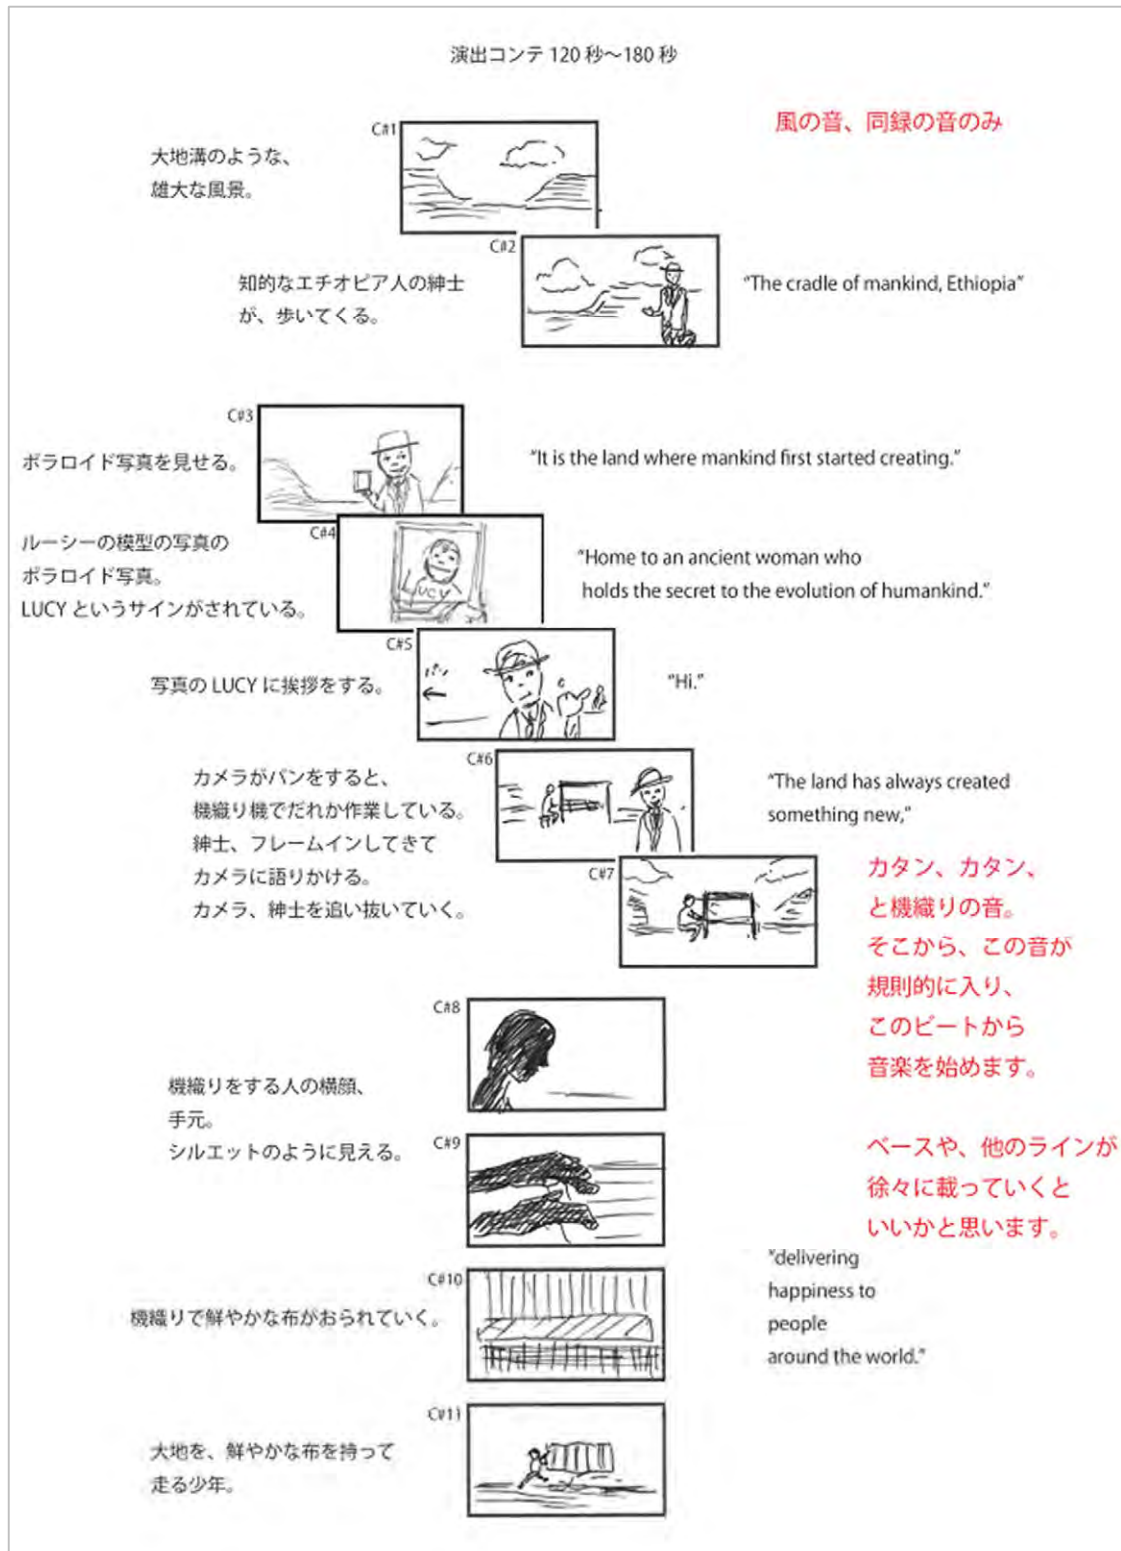 演出コンテ 120 秒～180 秒
風の音、同録の音のみ
C#1
大地溝のような、
雄大な風景。
C#2
知的なエチオピア人の紳士
が、歩いてくる。
"The cradle of mankind, Ethiopia"
C#3
ポラロイド写真を見せる。
"It is the land where mankind first started creating."
C#4
ルーシーの模型の写真の
ポラロイド写真。
LUCY というサインがされている。
LUCY
"Home to an ancient woman who
holds the secret to the evolution of humankind."
C#5
写真の LUCY に挨拶をする。
"Hi."
C#6
カメラがパンをすると、
機織り機でだれか作業している。
紳士、フレームインしてきて
カメラに語りかける。
カメラ、紳士を追い抜いていく。
"The land has always created
something new,"
C#7
カタン、カタン、
と機織りの音。
そこから、この音が
規則的に入り、
このビートから
音楽を始めます。
C#8
機織りをする人の横顔、
手元。
シルエットのように見える。
C#9
ベースや、他のラインが
徐々に載っていくと
いいかと思います。
C#10
機織りで鮮やかな布がおられていく。
"delivering
happiness to
people
around the world."
C#11
大地を、鮮やかな布を持って
走る少年。